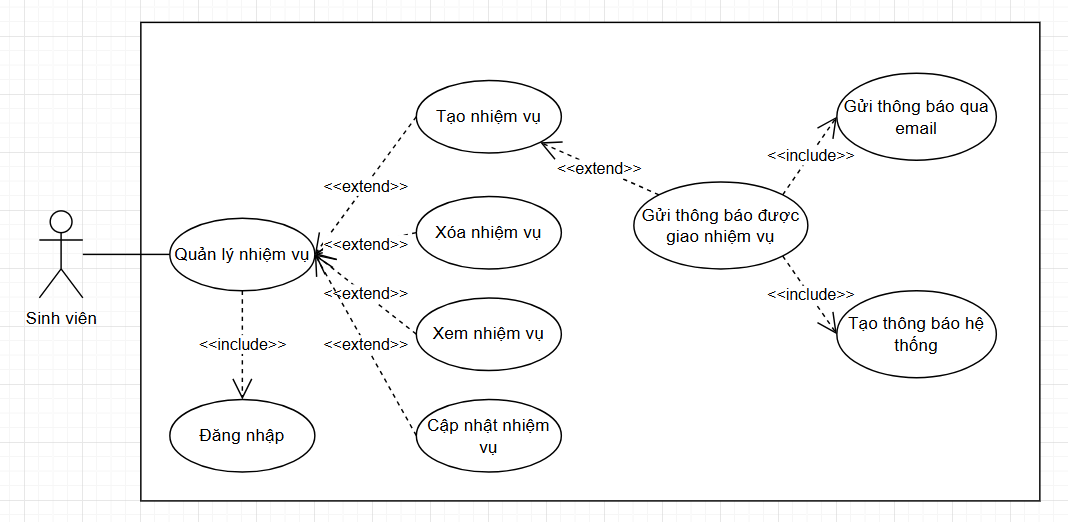 Gửi thông báo qua
email
Tạo nhiệm vụ
<<include>>
<<extend>>
<<extend>>
Gửi thông báo được
giao nhiệm vụ
Xóa nhiệm vụ
<<extend>>
Quản lý nhiệm vụ
<<extend>>
<<include>>
Sinh viên
Tạo thông báo hệ
thống
Xem nhiệm vụ
<<include>>
<<extend>>
Đăng nhập
Cập nhật nhiệm
vụ